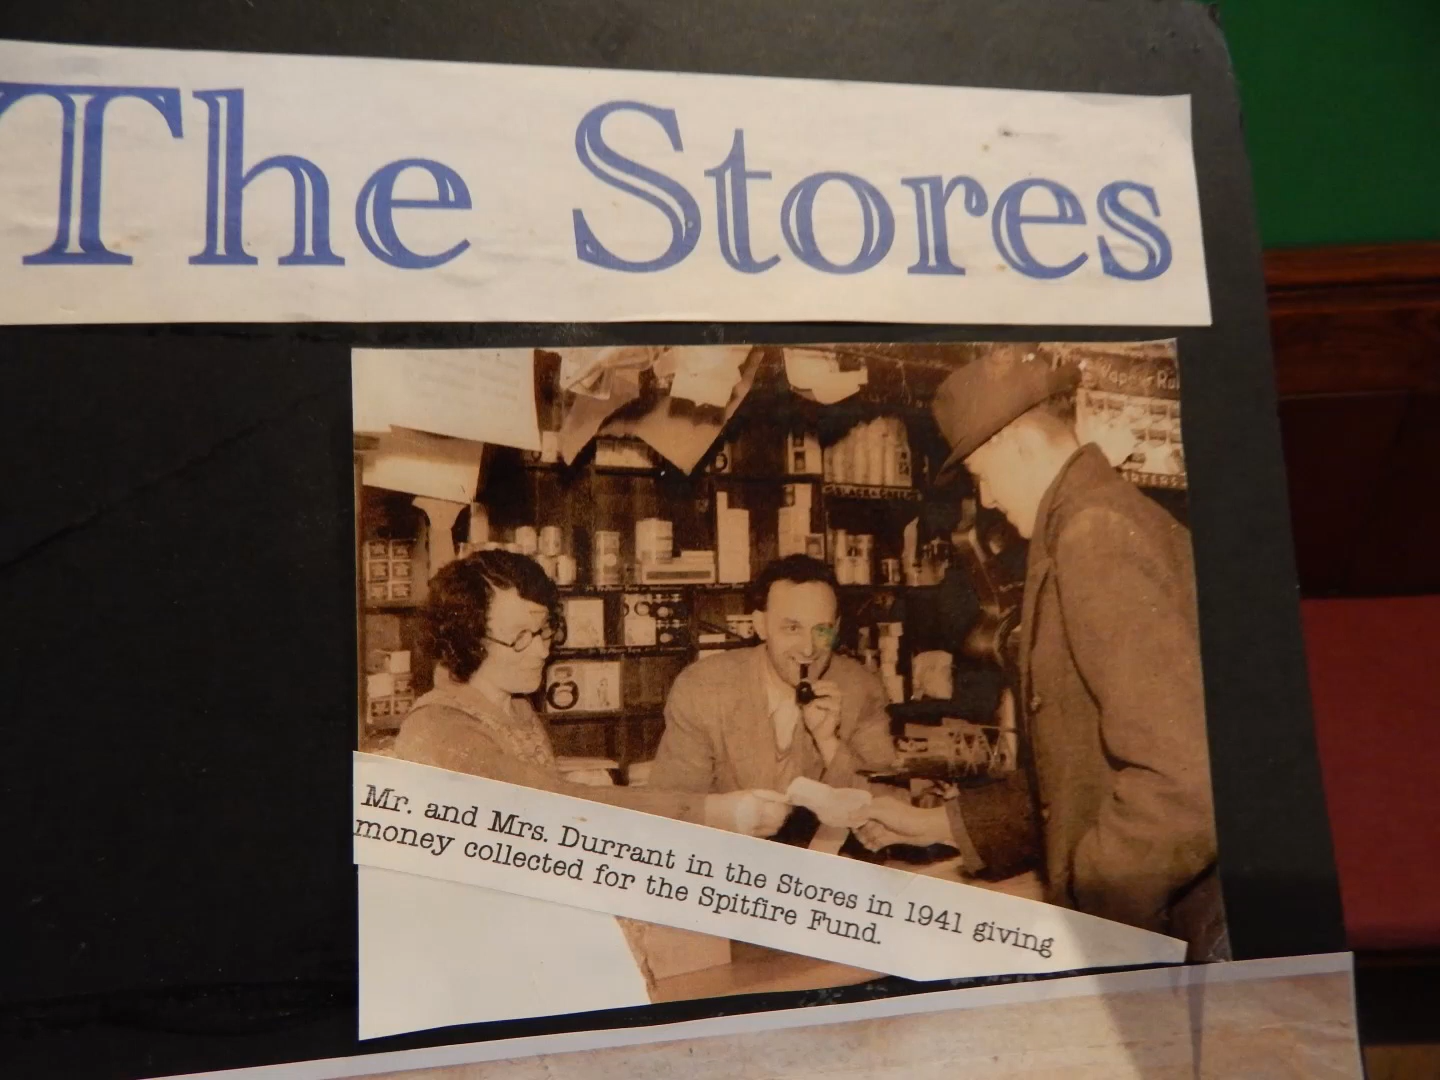 The Stores
Mr. and Mrs. Durrant in the Stores in 1941 giving
money collected for the Spitfire Fund.